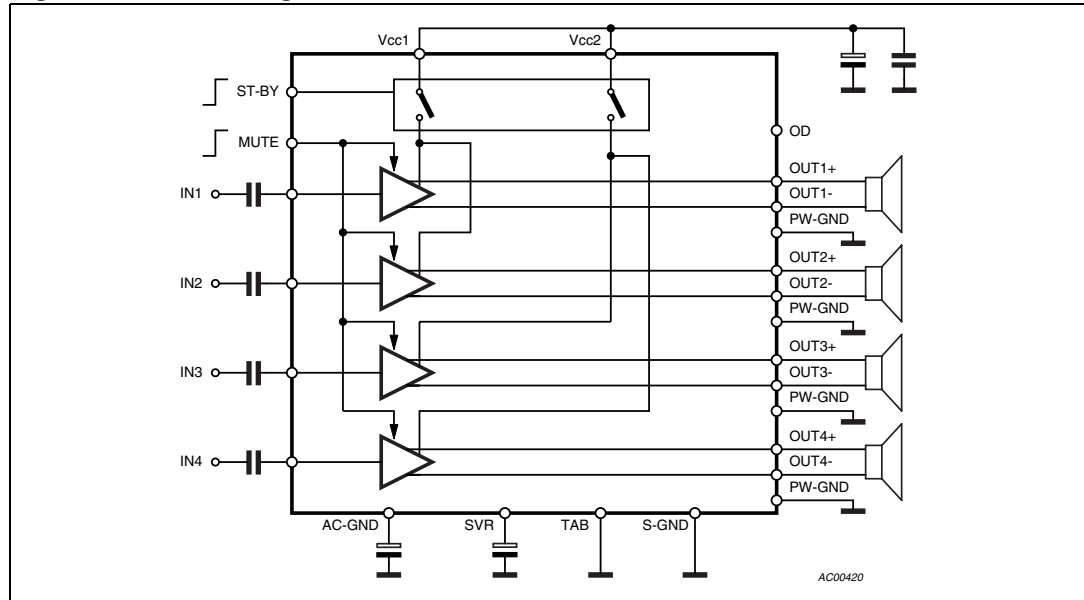 Vcc1
Vcc2
ST-BY
MUTE
OD
OUT1+
IN1
OUT1-
PW-GND
OUT2+
IN2
OUT2-
PW-GND
OUT3+
IN3
OUT3-
PW-GND
OUT4+
IN4
OUT4-
PW-GND
AC-GND
SVR
TAB
S-GND
AC00420